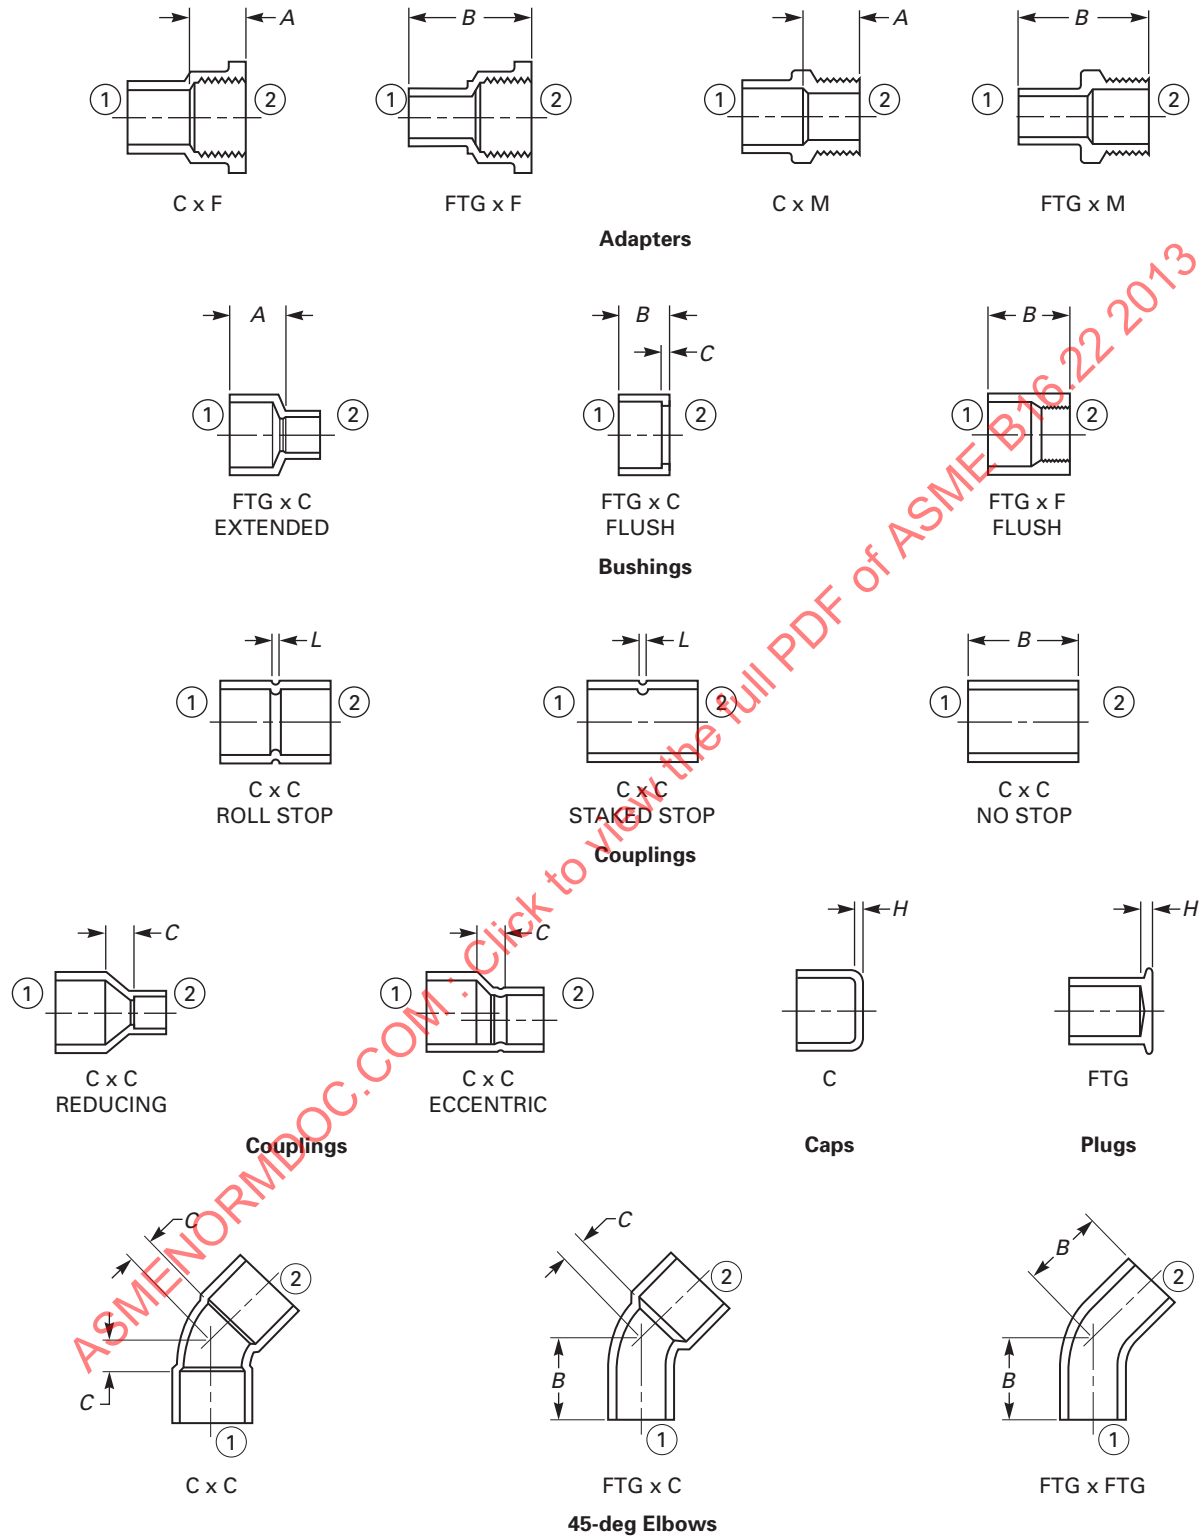 A B A B
1 2 1 2 1 2 1 2
C x F FTG x F C x M FTG x M
Adapters
A B B
C
1 2 1 2 1 2
FTG x C FTG x C FTG x F
EXTENDED FLUSH FLUSH
Bushings
L L B
1 2 1 2 1 2
C x C C x C C x C
ROLL STOP STAKED STOP NO STOP
Couplings
C C H H
1 2 1 2
C x C C x C C FTG
REDUCING ECCENTRIC
Couplings Caps Plugs
C C B
2 2 2
C B B
1 1 1
C x C FTG x C FTG x FTG
45-deg Elbows
ASMENORMDOC.COM : Click to view the full PDF of ASME B16.22 2013